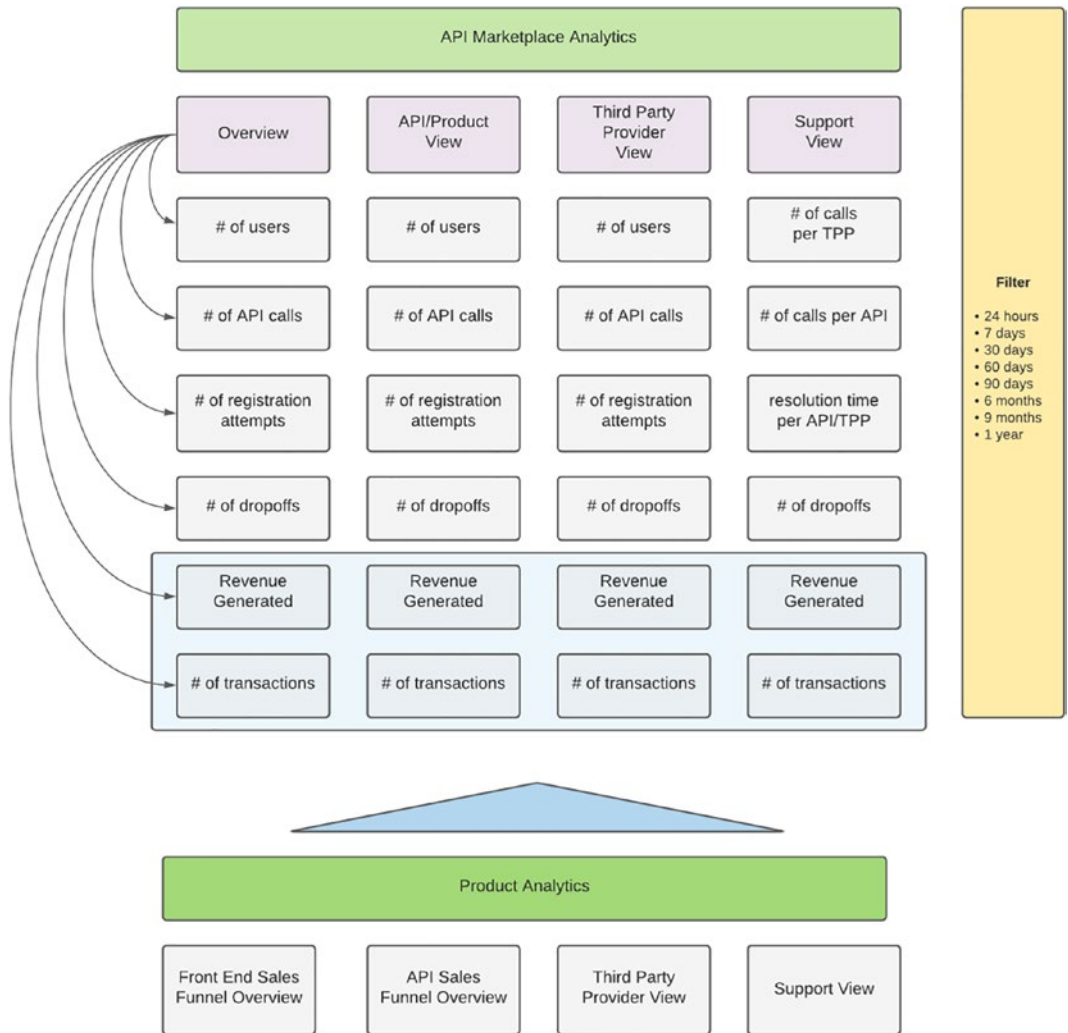 API Marketplace Analytics
Overview
API/Product
View
Third Party
Provider
View
Support
View
# of users
# of users
# of users
# of calls
per TPP
# of API calls
# of API calls
# of API calls
# of calls per API
# of registration
attempts
# of registration
attempts
# of registration
attempts
resolution time
per API/TPP
# of dropoffs
# of dropoffs
# of dropoffs
# of dropoffs
Revenue
Generated
Revenue
Generated
Revenue
Generated
Revenue
Generated
# of transactions
# of transactions
# of transactions
# of transactions
Filter
• 24 hours
• 7 days
• 30 days
• 60 days
• 90 days
• 6 months
• 9 months
• 1 year
Product Analytics
Front End Sales
Funnel Overview
API Sales
Funnel Overview
Third Party
Provider View
Support View